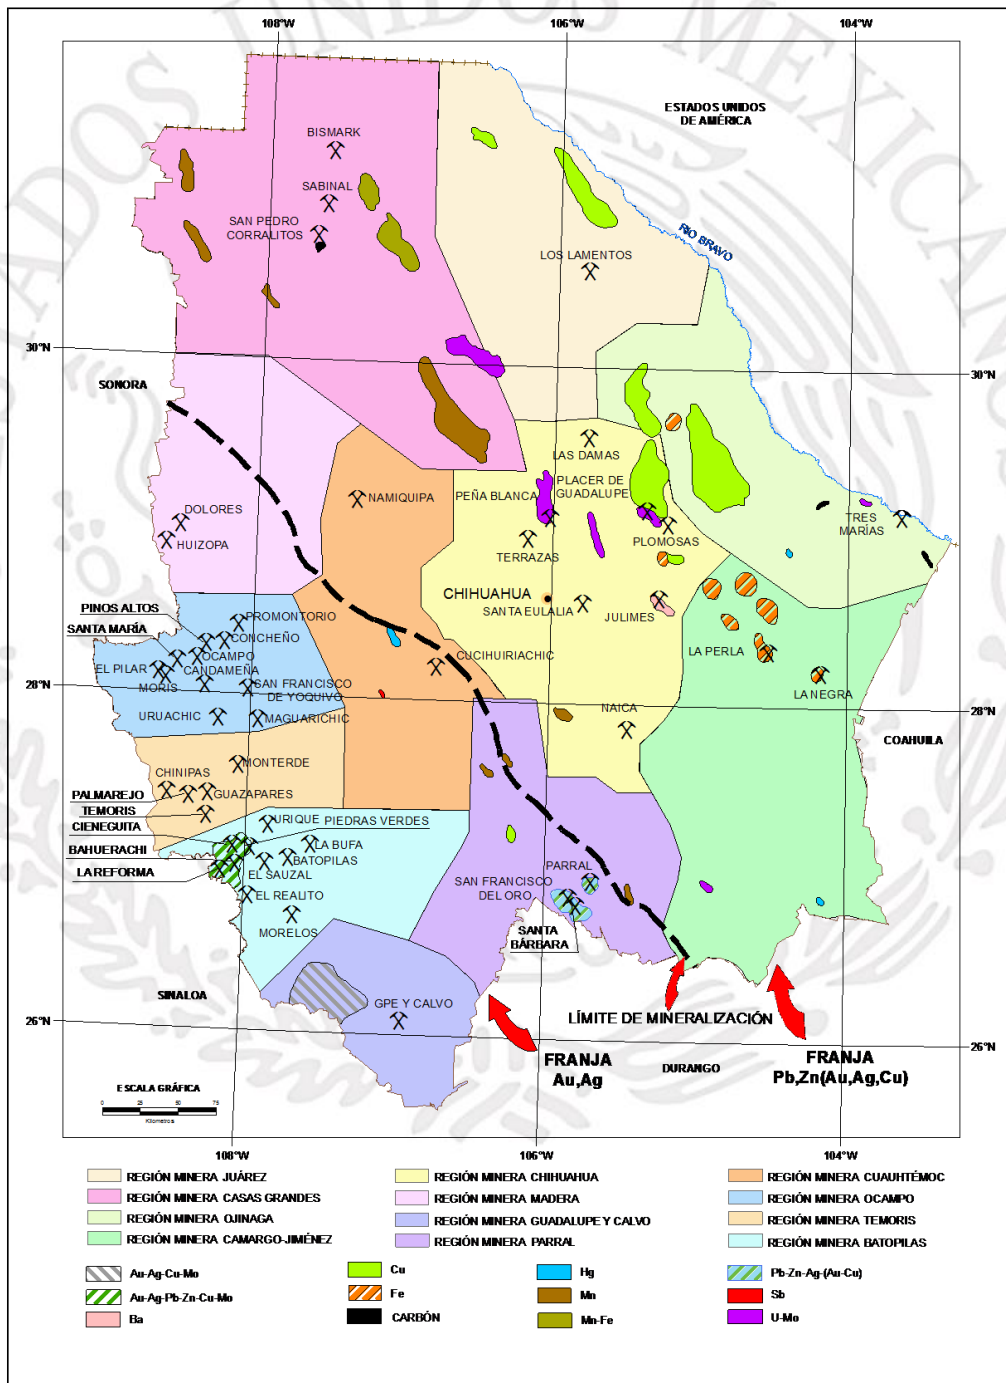 ESTADOS UNIDOS MEXICANOS
108°W
106°W
104°W
ESTADOS UNIDOS
DE AMÉRICA
BISMARK
SABINAL
SAN PEDRO
CORRALITOS
RIO BRAVO
LOS LAMENTOS
30°N
30°N
SONORA
LAS DAMAS
PEÑA BLANCA
PLACER DE
GUADALUPE
NAMIQUIPA
DOLORES
HUIZOPA
TERRAZAS
PLOMOSAS
TRES
MARÍAS
CHIHUAHUA
SANTA EULALIA
JULIMES
PINOS ALTOS
SANTA MARÍA
PROMONTORIO
CONCHEÑO
OCAMPO
EL PILAR
CANDAMEÑA
MORIS
SAN FRANCISCO
DE YOQUIVO
CUCIHUIRIACHIC
LA PERLA
LA NEGRA
28°N
28°N
URUACHIC
MAGUARICHIC
NAICA
COAHUILA
MONTERDE
CHINIPAS
PALMAREJO
GUAZAPARES
TEMORIS
CIENEGUITA
URIQUE
PIEDRAS VERDES
BAHUERACHI
LA BUFA
BATOPILAS
LA REFORMA
EL SAUZAL
EL REALITO
MORELOS
PARRAL
SAN FRANCISCO
DEL ORO
SANTA
BÁRBARA
SINALOA
GPE Y CALVO
26°N
26°N
LÍMITE DE MINERALIZACIÓN
FRANJA
Au,Ag
DURANGO
FRANJA
Pb,Zn(Au,Ag,Cu)
ESCALA GRÁFICA
0 25 50 75
Kilometros
108°W
106°W
104°W
REGIÓN MINERA JUÁREZ
REGIÓN MINERA CASAS GRANDES
REGIÓN MINERA OJINAGA
REGIÓN MINERA CAMARGO-JIMÉNEZ
REGIÓN MINERA CHIHUAHUA
REGIÓN MINERA MADERA
REGIÓN MINERA GUADALUPE Y CALVO
REGIÓN MINERA PARRAL
REGIÓN MINERA CUAUHTÉMOC
REGIÓN MINERA OCAMPO
REGIÓN MINERA TEMORIS
REGIÓN MINERA BATOPILAS
Au-Ag-Cu-Mo
Au-Ag-Pb-Zn-Cu-Mo
Ba
Cu
Fe
CARBÓN
Hg
Mn
Mn-Fe
Pb-Zn-Ag-(Au-Cu)
Sb
U-Mo